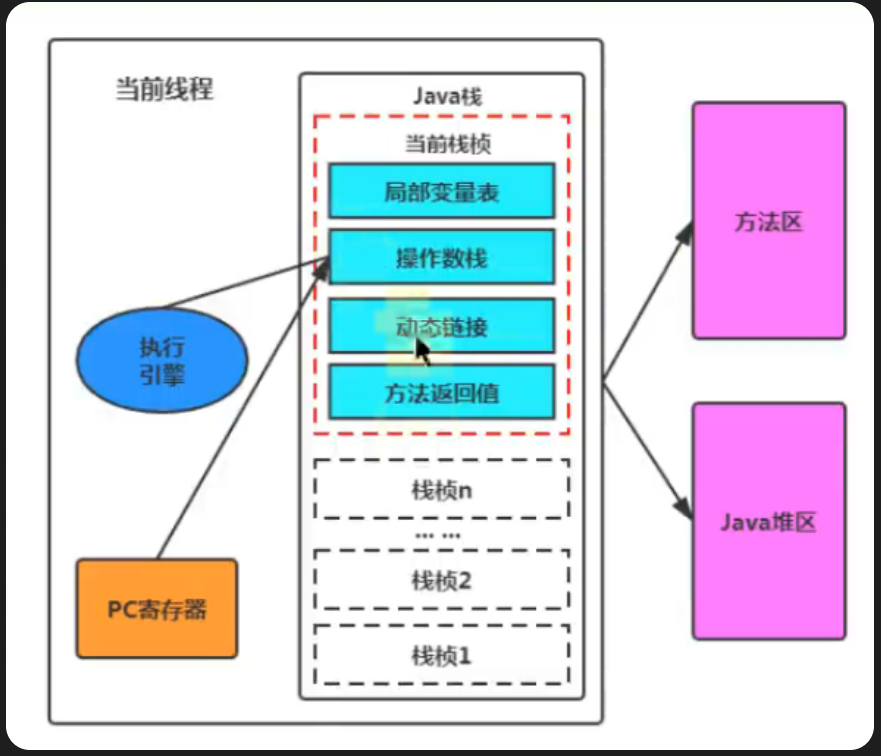 当前线程
Java栈
当前栈桢
局部变量表
操作数栈
动态链接
方法返回值
执行
引擎
PC寄存器
栈桢n
... ...
栈桢2
栈桢1
方法区
Java堆区